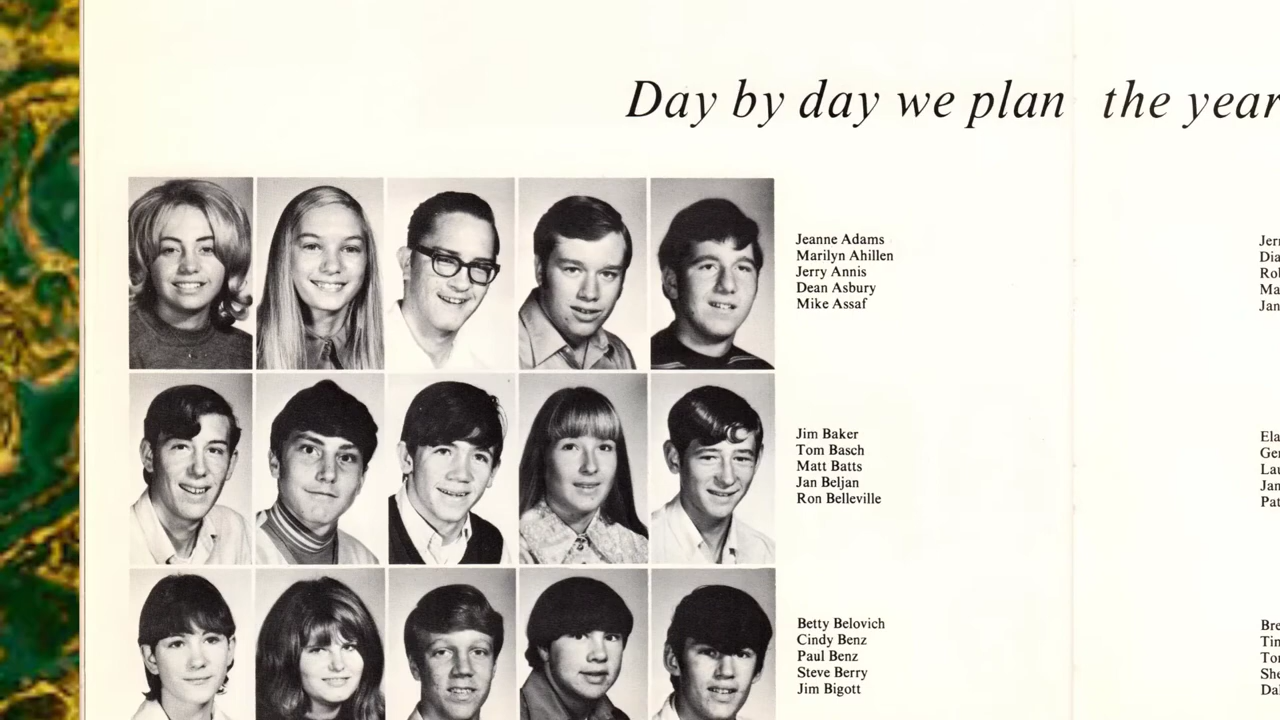 Day by day we plan the year
Jeanne Adams
Marilyn Ahillen
Jerry Annis
Dean Asbury
Mike Assaf
Jim Baker
Tom Basch
Matt Batts
Jan Beljan
Ron Belleville
Betty Belovich
Cindy Benz
Paul Benz
Steve Berry
Jim Bigott